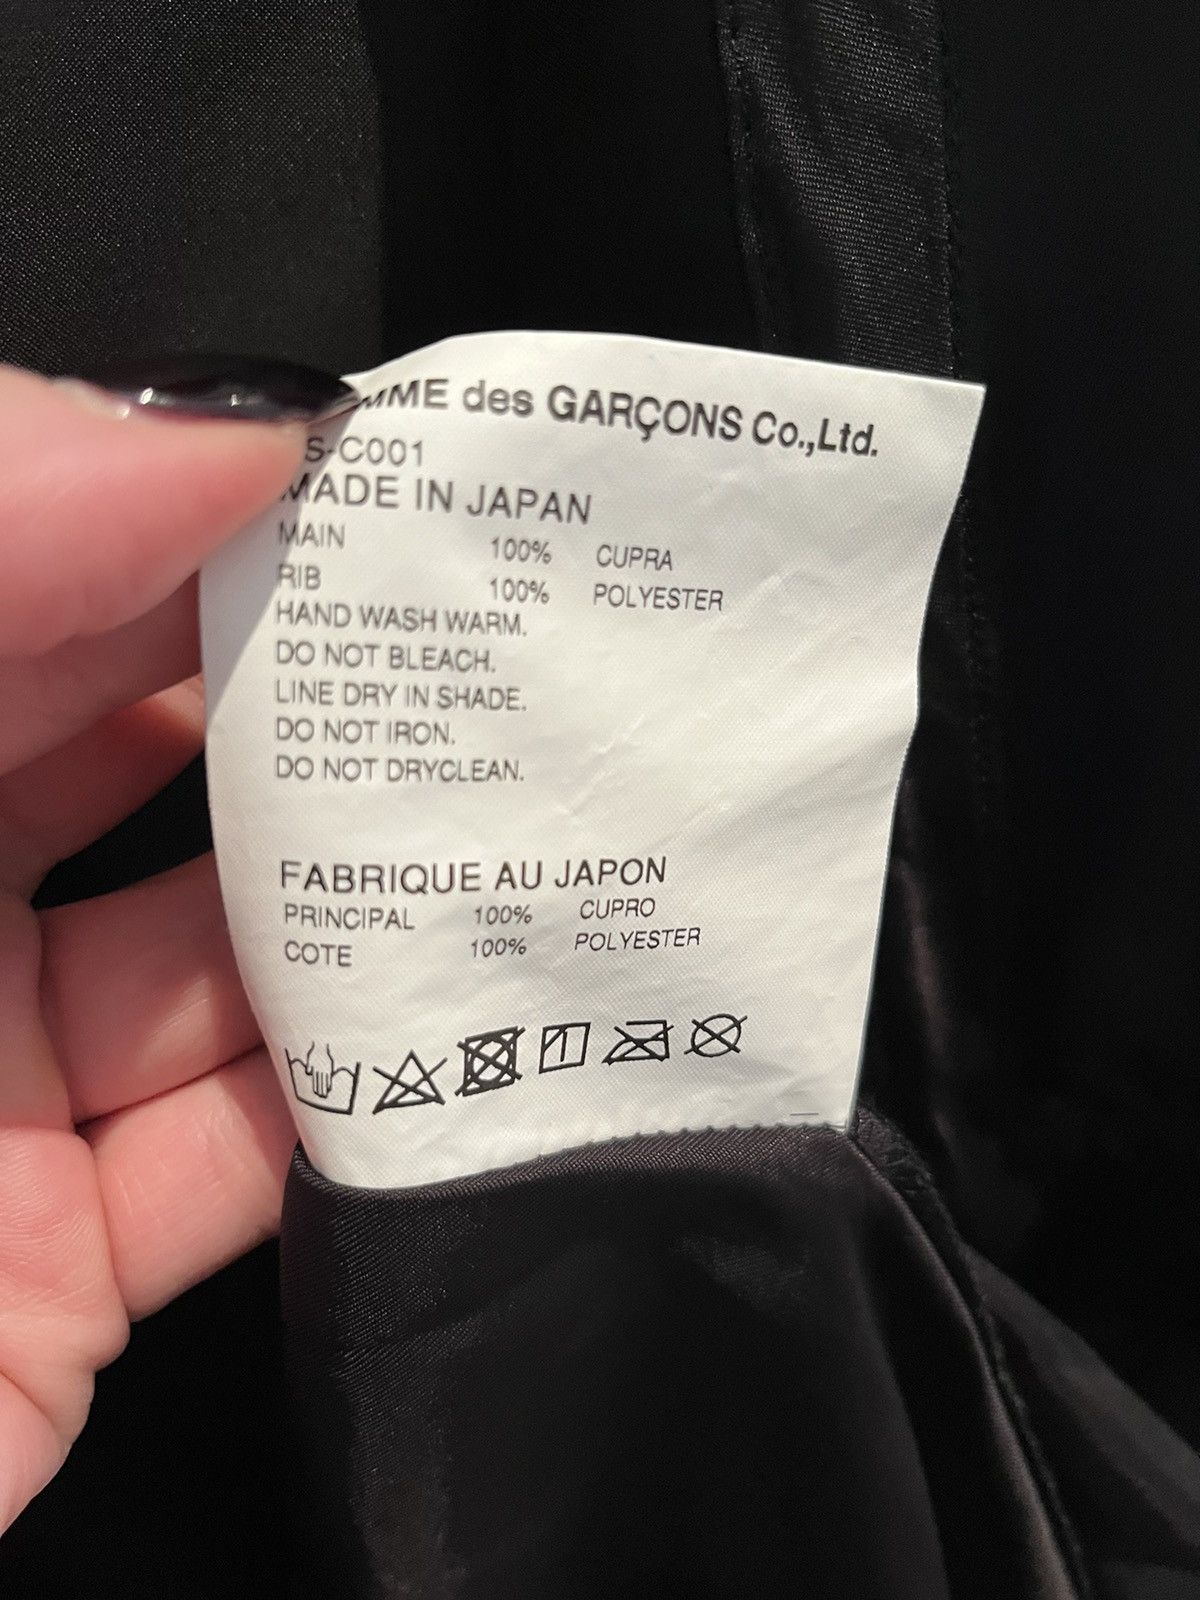 des GARÇONS Co.,Ltd.
S-C001
MADE IN JAPAN
MAIN 100% CUPRA
RIB 100% POLYESTER
HAND WASH WARM.
DO NOT BLEACH.
LINE DRY IN SHADE.
DO NOT IRON.
DO NOT DRYCLEAN.
FABRIQUE AU JAPON
PRINCIPAL 100% CUPRO
COTE 100% POLYESTER